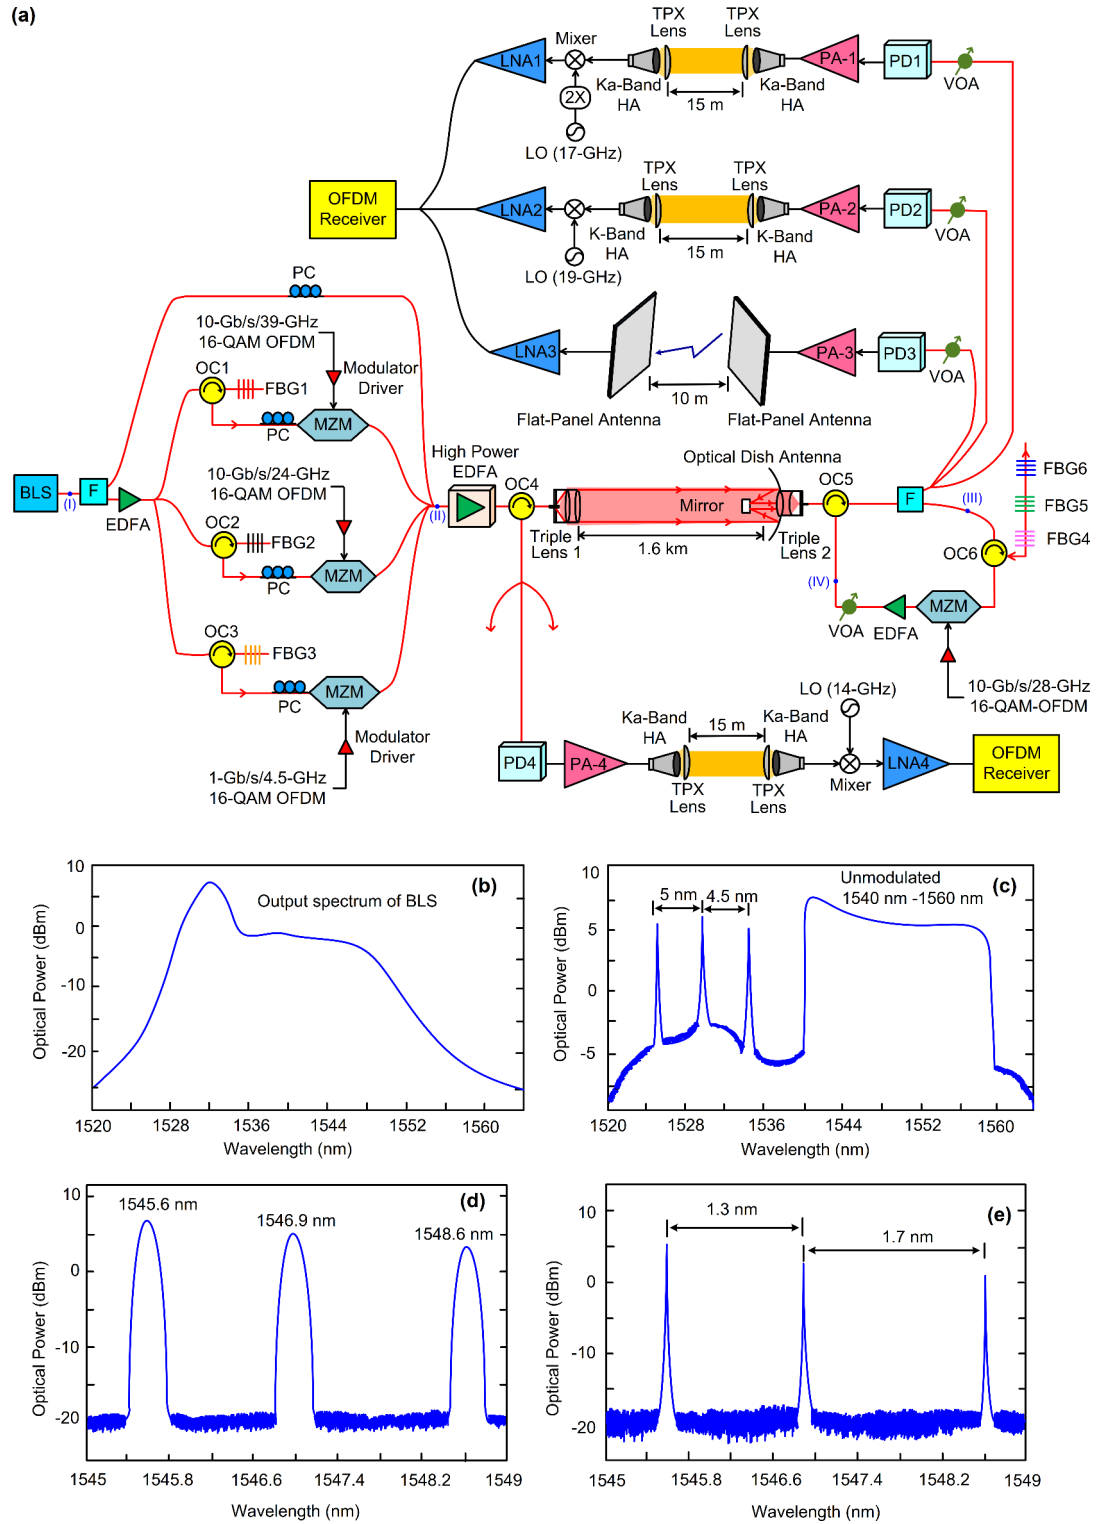 (a)
TPX
Lens
TPX
Lens
Mixer
LNA1
PA-1
PD1
VOA
2X
Ka-Band
HA
15 m
Ka-Band
HA
LO (17-GHz)
TPX
Lens
TPX
Lens
OFDM
Receiver
LNA2
PA-2
PD2
VOA
K-Band
HA
15 m
K-Band
HA
LO (19-GHz)
PC
10-Gb/s/39-GHz
16-QAM OFDM
LNA3
PA-3
PD3
VOA
OC1
FBG1
Modulator
Driver
10 m
PC
MZM
Flat-Panel Antenna
Flat-Panel Antenna
High Power
EDFA
Optical Dish Antenna
BLS
(I)
F
EDFA
10-Gb/s/24-GHz
16-QAM OFDM
(II)
OC4
Mirror
OC5
F
(III)
FBG6
FBG5
FBG4
OC2
FBG2
Triple
Lens 1
1.6 km
Triple
Lens 2
OC6
PC
MZM
(IV)
VOA
EDFA
MZM
OC3
FBG3
PC
MZM
10-Gb/s/28-GHz
16-QAM-OFDM
LO (14-GHz)
Modulator
Driver
Ka-Band
HA
15 m
Ka-Band
HA
PD4
PA-4
LNA4
OFDM
Receiver
Mixer
1-Gb/s/4.5-GHz
16-QAM OFDM
TPX
Lens
TPX
Lens
10
0
-10
-20
Optical Power (dBm)
Output spectrum of BLS
(b)
1520
1528
1536
1544
1552
1560
Wavelength (nm)
10
5
0
-5
Optical Power (dBm)
5 nm
4.5 nm
Unmodulated
1540 nm -1560 nm
(c)
1520
1528
1536
1544
1552
1560
Wavelength (nm)
10
0
-10
-20
Optical Power (dBm)
1545.6 nm
1546.9 nm
1548.6 nm
(d)
1545
1545.8
1546.6
1547.4
1548.2
1549
Wavelength (nm)
10
0
-10
-20
Optical Power (dBm)
1.3 nm
1.7 nm
(e)
1545
1545.8
1546.6
1547.4
1548.2
1549
Wavelength (nm)